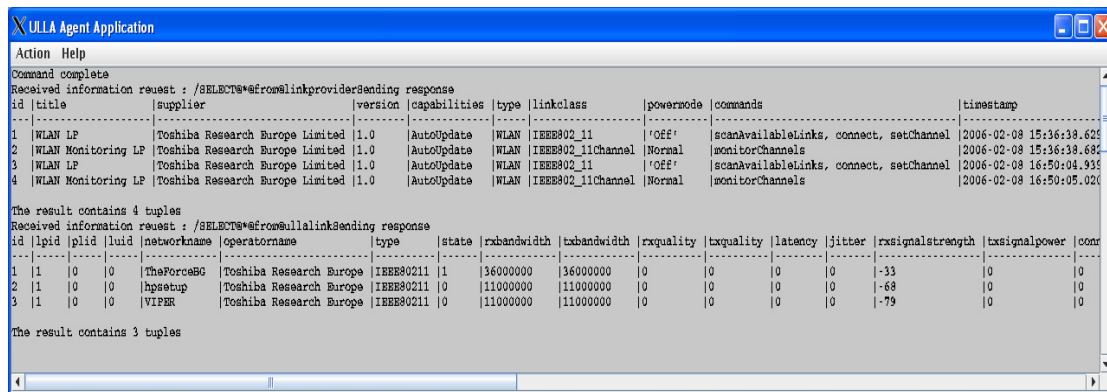 X ULLA Agent Application
Action Help
Command complete
Received information reuest : /SELECT@*@from@linkproviderSending response
id |title |supplier |version |capabilities |type |linkclass |powermode |commands |timestamp
---|------------------|-------------------------------|--------|-------------|-----|------------------|----------|----------------------------------------|------------------------
1 |WLAN LP |Toshiba Research Europe Limited |1.0 |AutoUpdate |WLAN |IEEE802_11 |'Off' |scanAvailableLinks, connect, setChannel |2006-02-08 15:36:38.629
2 |WLAN Monitoring LP |Toshiba Research Europe Limited |1.0 |AutoUpdate |WLAN |IEEE802_11Channel |Normal |monitorChannels |2006-02-08 15:36:38.682
3 |WLAN LP |Toshiba Research Europe Limited |1.0 |AutoUpdate |WLAN |IEEE802_11 |'Off' |scanAvailableLinks, connect, setChannel |2006-02-08 16:50:04.939
4 |WLAN Monitoring LP |Toshiba Research Europe Limited |1.0 |AutoUpdate |WLAN |IEEE802_11Channel |Normal |monitorChannels |2006-02-08 16:50:05.020
The result contains 4 tuples
Received information reuest : /SELECT@*@from@ullalinkSending response
id |lpid |plid |luid |networkname |operatorname |type |state |rxbandwidth |txbandwidth |rxquality |txquality |latency |jitter |rxsignalstrength |txsignalpower |conn
---|-----|-----|-----|------------|------------------------|----------|------|------------|------------|----------|----------|--------|-------|-----------------|--------------|----
1 |1 |0 |0 |TheForceBG |Toshiba Research Europe |IEEE80211 |1 |36000000 |36000000 |0 |0 |0 |0 |-33 |0 |0
2 |1 |0 |0 |hpsetup |Toshiba Research Europe |IEEE80211 |0 |11000000 |11000000 |0 |0 |0 |0 |-68 |0 |0
3 |1 |0 |0 |VIPER |Toshiba Research Europe |IEEE80211 |0 |11000000 |11000000 |0 |0 |0 |0 |-79 |0 |0
The result contains 3 tuples